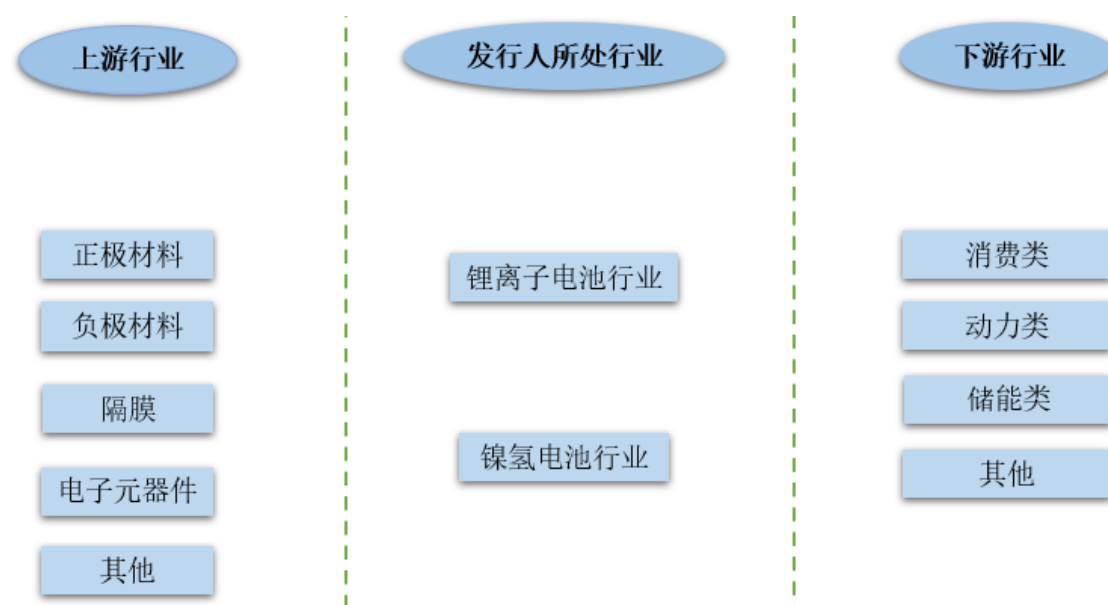 上游行业
发行人所处行业
下游行业
正极材料
负极材料
隔膜
电子元器件
其他
锂离子电池行业
镍氢电池行业
消费类
动力类
储能类
其他